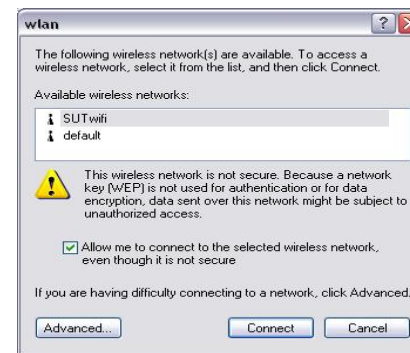 wlan
The following wireless network(s) are available. To access a
wireless network, select it from the list, and then click Connect.
Available wireless networks:
SUTwifi
default
This wireless network is not secure. Because a network
key (WEP) is not used for authentication or for data
encryption, data sent over this network might be subject to
unauthorized access.
Allow me to connect to the selected wireless network,
even though it is not secure
If you are having difficulty connecting to a network, click Advanced.
Advanced... Connect Cancel